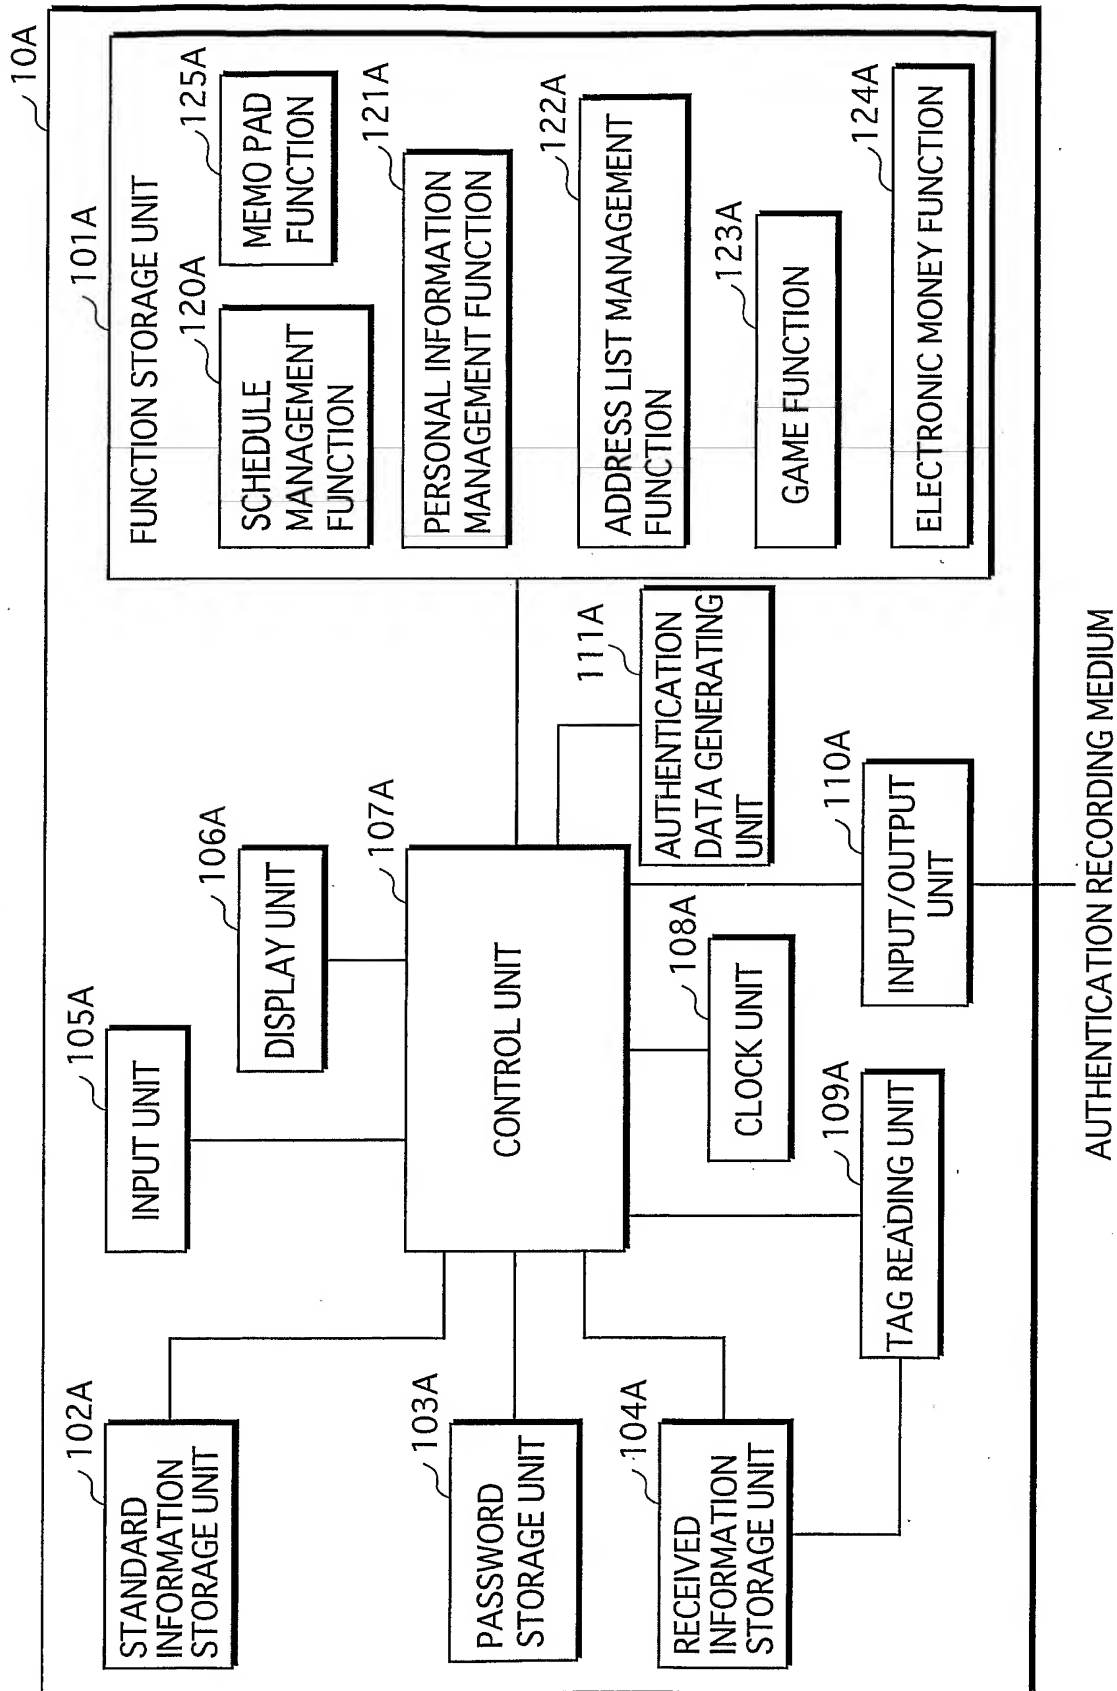 10A
101A
FUNCTION STORAGE UNIT
120A
SCHEDULE
MANAGEMENT
FUNCTION
125A
MEMO PAD
FUNCTION
121A
PERSONAL INFORMATION
MANAGEMENT FUNCTION
122A
ADDRESS LIST MANAGEMENT
FUNCTION
123A
GAME FUNCTION
124A
ELECTRONIC MONEY FUNCTION
102A
STANDARD
INFORMATION
STORAGE UNIT
103A
PASSWORD
STORAGE UNIT
104A
RECEIVED
INFORMATION
STORAGE UNIT
105A
INPUT UNIT
106A
DISPLAY UNIT
107A
CONTROL UNIT
108A
CLOCK UNIT
109A
TAG READING UNIT
110A
INPUT/OUTPUT
UNIT
111A
AUTHENTICATION
DATA GENERATING
UNIT
AUTHENTICATION RECORDING MEDIUM